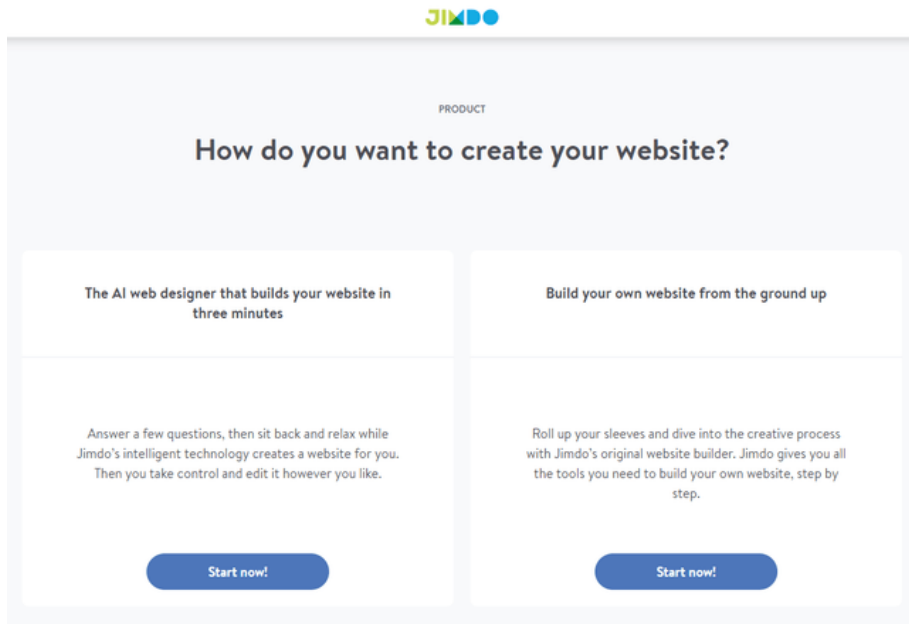 JIMDO
PRODUCT
How do you want to create your website?
The AI web designer that builds your website in
three minutes
Answer a few questions, then sit back and relax while
Jimdo's intelligent technology creates a website for you.
Then you take control and edit it however you like.
Start now!
Build your own website from the ground up
Roll up your sleeves and dive into the creative process
with Jimdo's original website builder. Jimdo gives you all
the tools you need to build your own website, step by
step.
Start now!